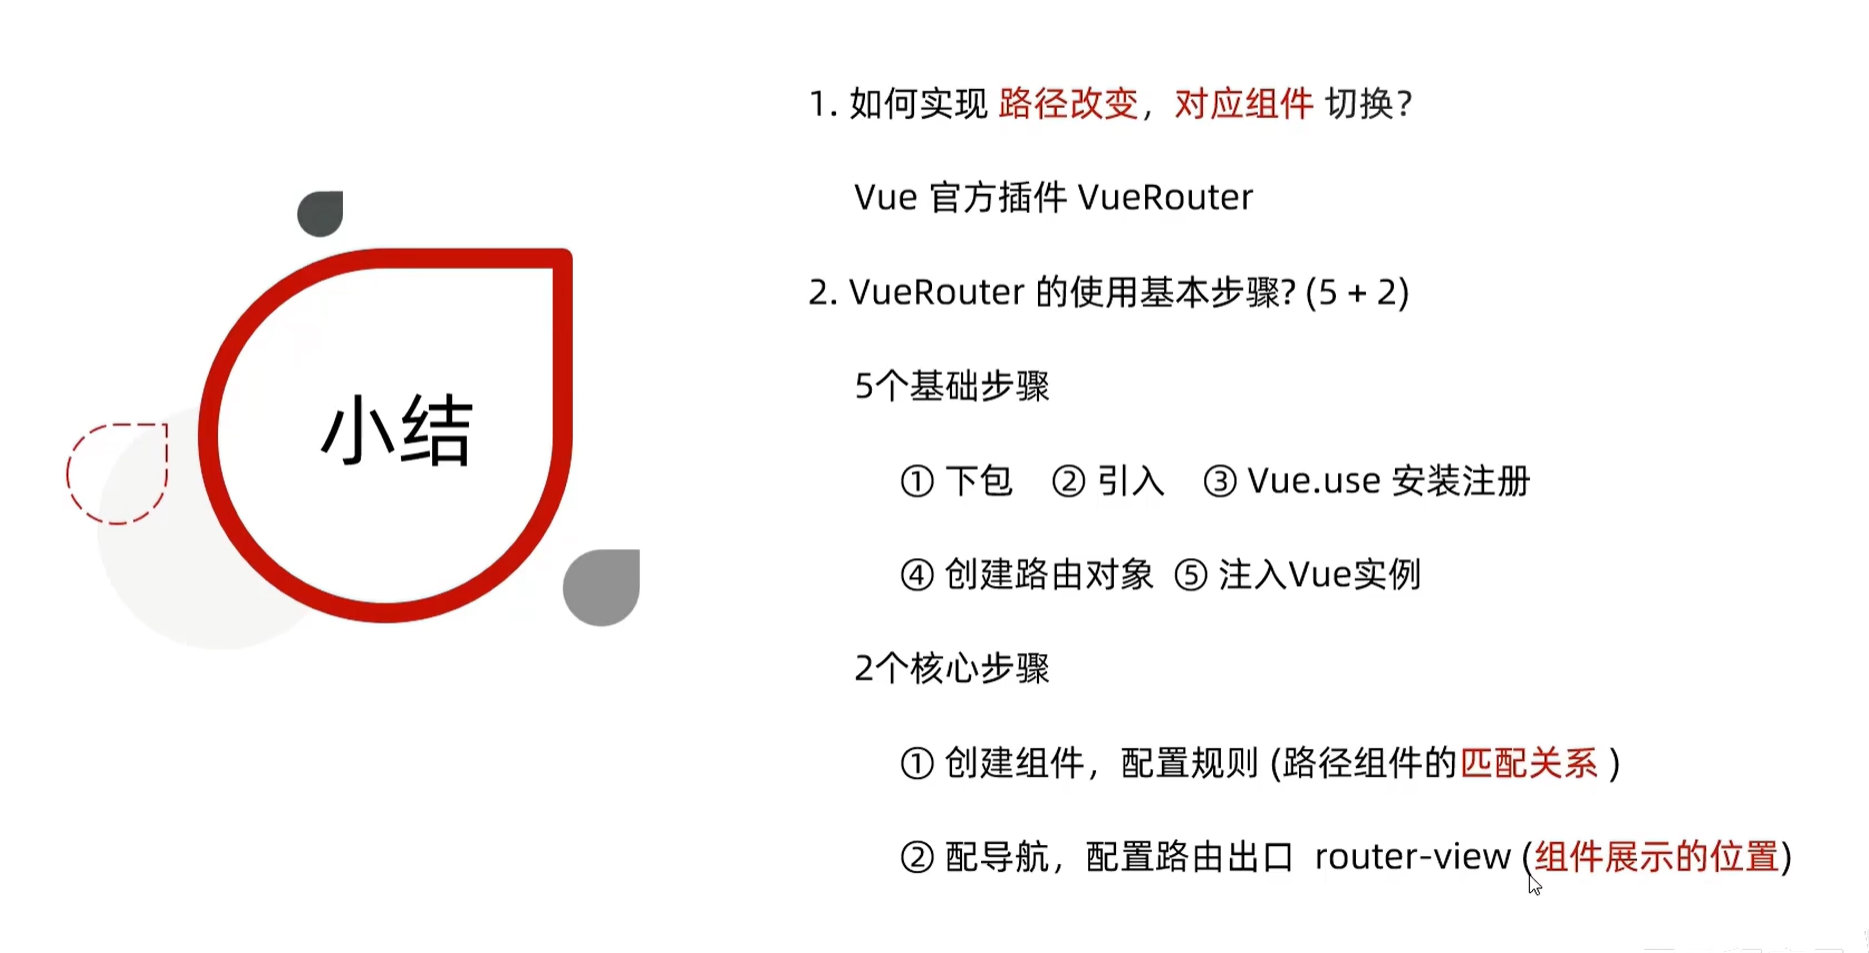 小结
1. 如何实现 路径改变，对应组件 切换？
Vue 官方插件 VueRouter
2. VueRouter 的使用基本步骤? (5 + 2)
5个基础步骤
① 下包 ② 引入 ③ Vue.use 安装注册
④ 创建路由对象 ⑤ 注入Vue实例
2个核心步骤
① 创建组件，配置规则 (路径组件的匹配关系 )
② 配导航，配置路由出口 router-view (组件展示的位置)